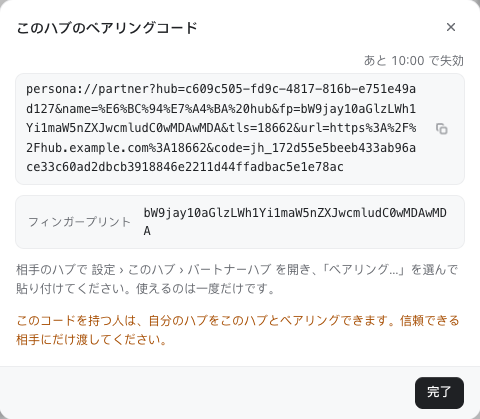 このハブのペアリングコード
あと 10:00 で失効
persona://partner?hub=c609c505-fd9c-4817-816b-e751e49a
d127&name=%E6%BC%94%E7%A4%BA%20hub&fp=bW9jay10aGlzLWh1
Yi1maW5nZXJwcmludC0wMDAwMDA&tls=18662&url=https%3A%2F%
2Fhub.example.com%3A18662&code=jh_172d55e5beeb433ab96a
ce33c60ad2dbcb3918846e2211d44ffadbac5e1e78ac
フィンガープリント
bW9jay10aGlzLWh1Yi1maW5nZXJwcmludC0wMDAwMD
A
相手のハブで 設定 › このハブ › パートナーハブ を開き、「ペアリング…」を選んで
貼り付けてください。使えるのは一度だけです。
このコードを持つ人は、自分のハブをこのハブとペアリングできます。信頼できる
相手にだけ渡してください。
完了